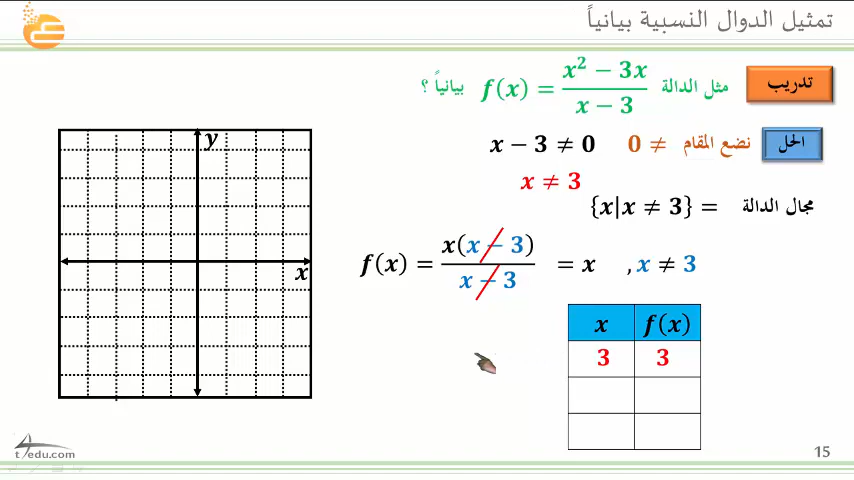 تمثيل الدوال النسبية بيانياً
تدريب مثل الدالة f(x) = (x² − 3x)/(x − 3) بيانياً ؟
الحل نضع المقام ≠ 0 x − 3 ≠ 0
x ≠ 3
مجال الدالة = {x|x ≠ 3}
f(x) = x(x − 3)/(x − 3) = x , x ≠ 3
y
x
x f(x)
3 3
t4edu.com
15